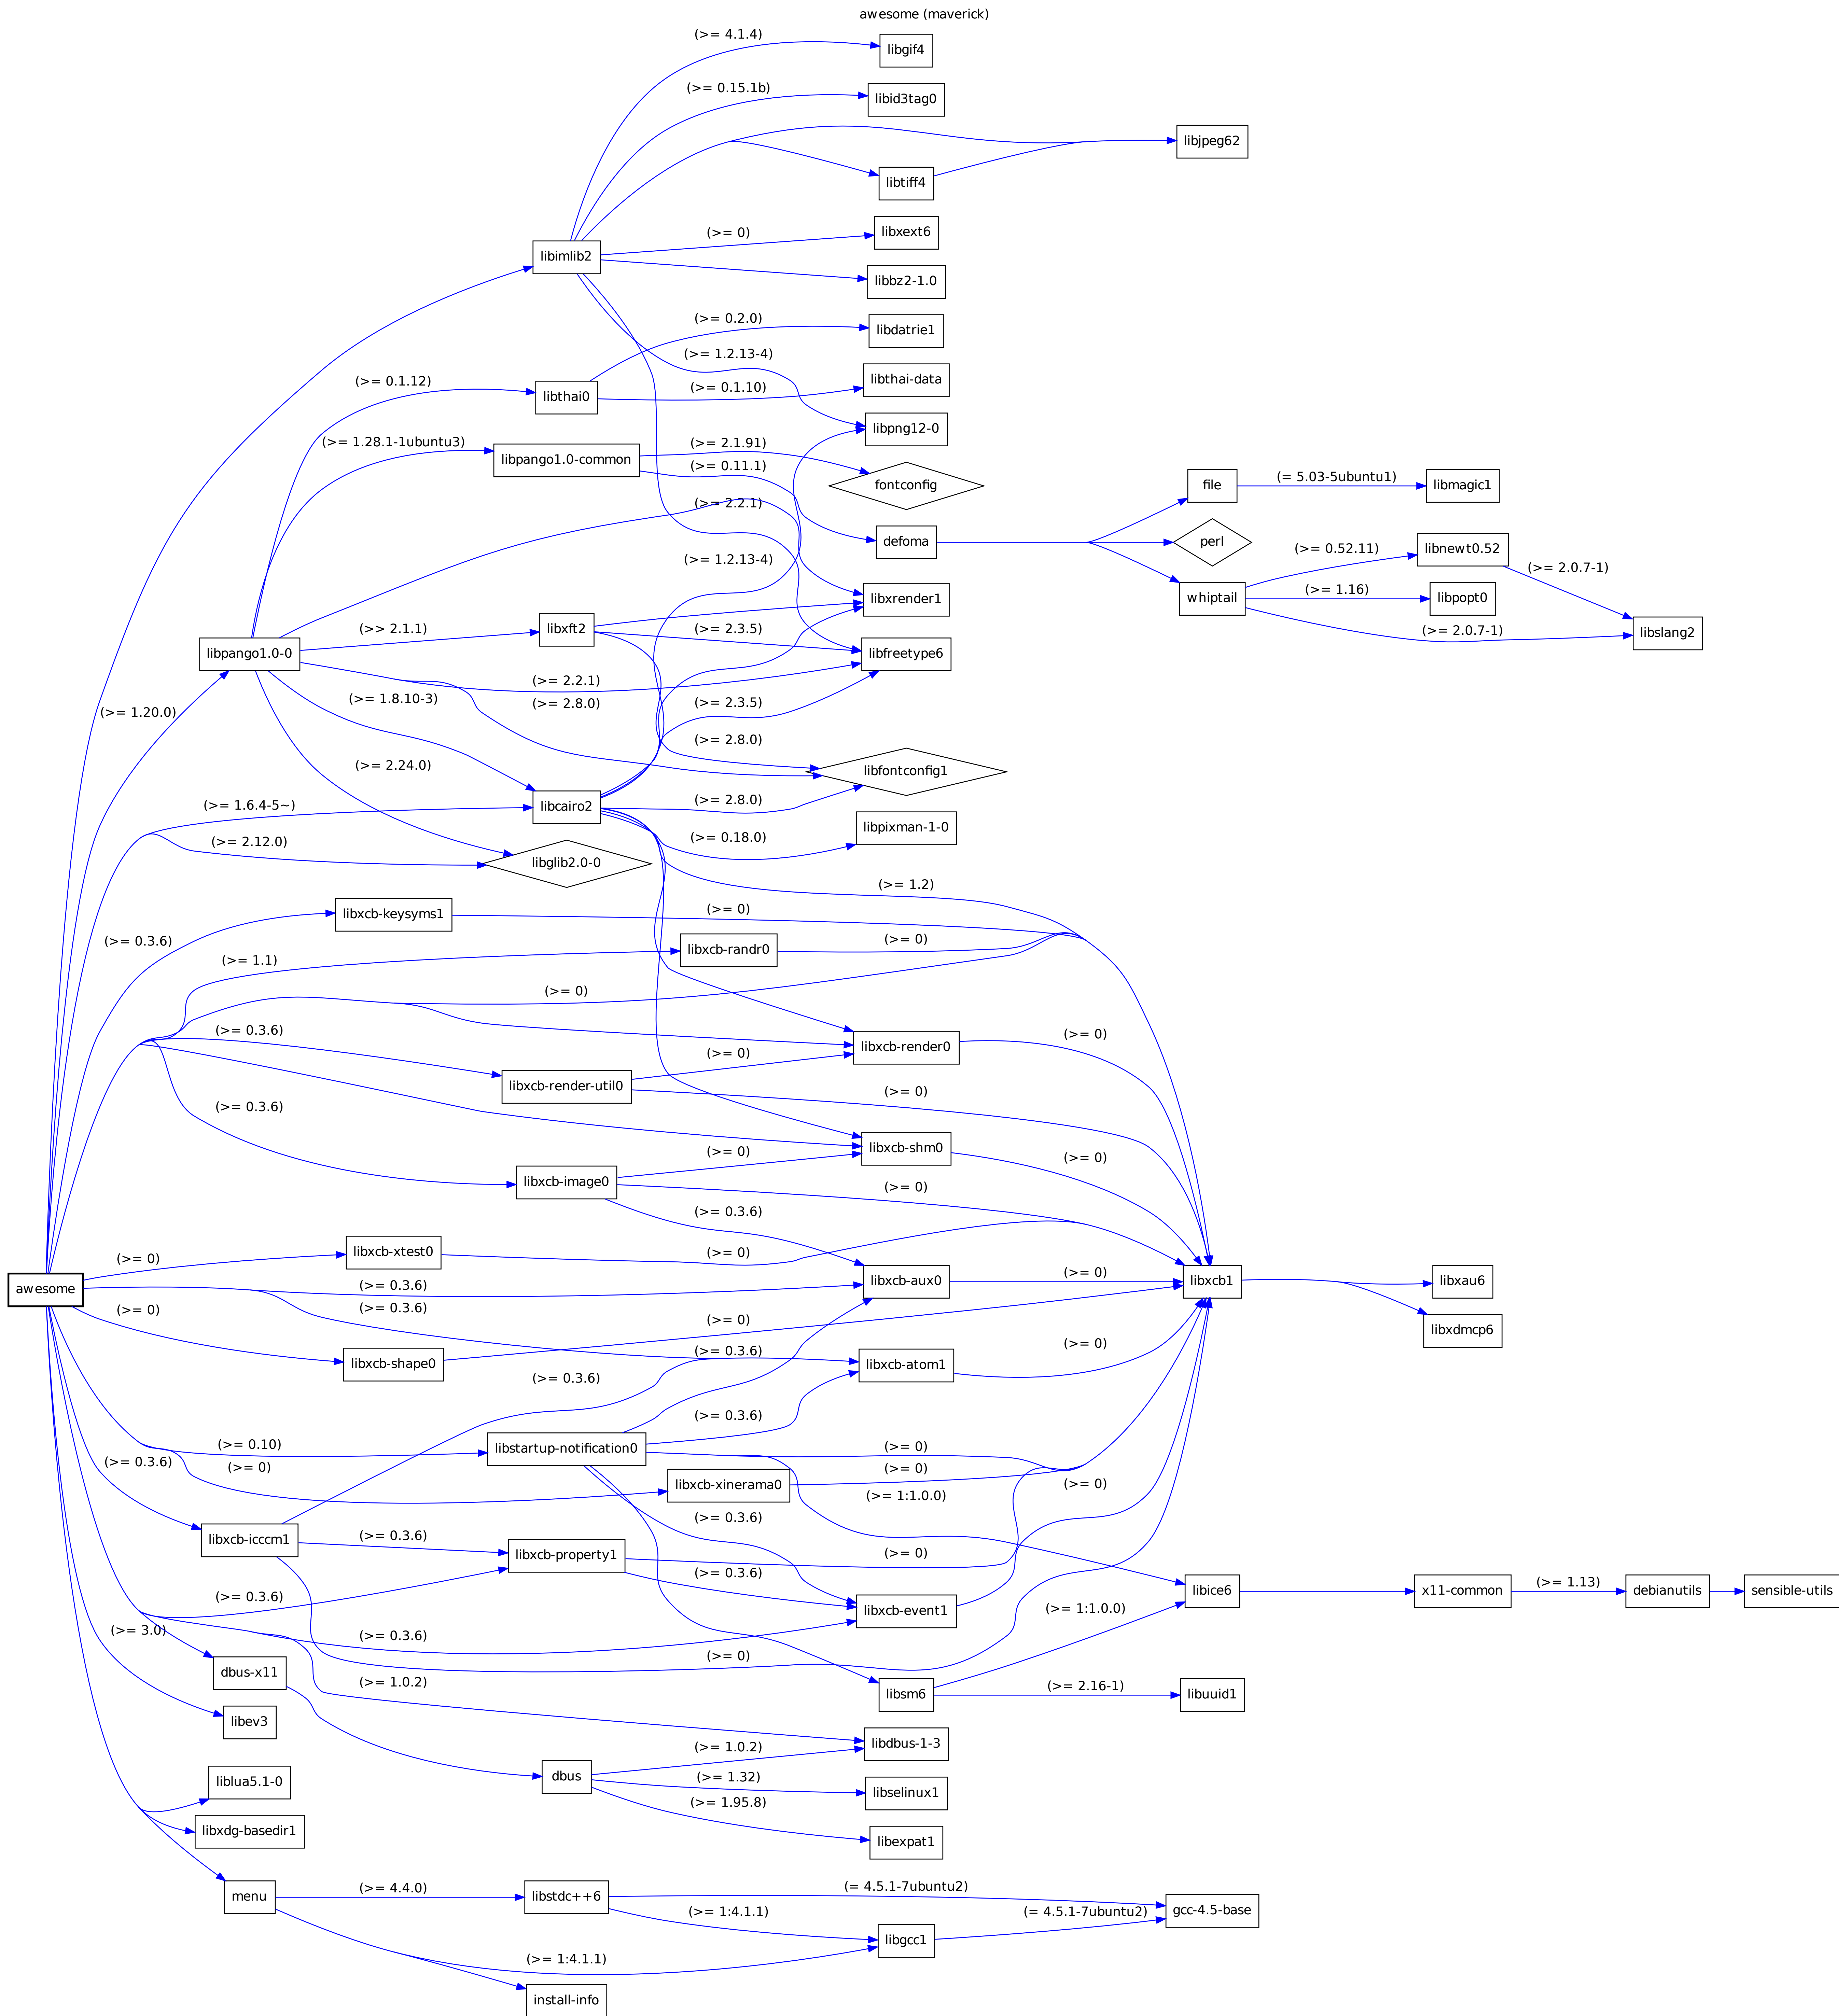 awesome (maverick)
(>= 4.1.4)
libgif4
(>= 0.15.1b)
libid3tag0
libjpeg62
libtiff4
(>= 0)
libxext6
libimlib2
libbz2-1.0
(>= 0.2.0)
libdatrie1
(>= 1.2.13-4)
(>= 0.1.12)
libthai0
(>= 0.1.10)
libthai-data
libpng12-0
(>= 1.28.1-1ubuntu3)
libpango1.0-common
(>= 2.1.91)
(>= 0.11.1)
fontconfig
file
(= 5.03-5ubuntu1)
libmagic1
(>= 2.2.1)
defoma
perl
(>= 0.52.11)
libnewt0.52
(>= 2.0.7-1)
(>= 1.2.13-4)
libxrender1
whiptail
(>= 1.16)
libpopt0
(>> 2.1.1)
libxft2
(>= 2.3.5)
(>= 2.0.7-1)
libslang2
libpango1.0-0
libfreetype6
(>= 2.2.1)
(>= 1.8.10-3)
(>= 2.8.0)
(>= 2.3.5)
(>= 1.20.0)
(>= 2.8.0)
(>= 2.24.0)
libfontconfig1
(>= 1.6.4-5~)
libcairo2
(>= 2.8.0)
libpixman-1-0
(>= 2.12.0)
(>= 0.18.0)
libglib2.0-0
(>= 1.2)
libxcb-keysyms1
(>= 0)
(>= 0.3.6)
libxcb-randr0
(>= 0)
(>= 1.1)
(>= 0)
(>= 0.3.6)
libxcb-render0
(>= 0)
(>= 0)
libxcb-render-util0
(>= 0)
(>= 0.3.6)
libxcb-shm0
(>= 0)
(>= 0)
libxcb-image0
(>= 0)
(>= 0.3.6)
(>= 0)
libxcb-xtest0
(>= 0)
awesome
(>= 0.3.6)
libxcb-aux0
(>= 0)
libxcb1
libxau6
(>= 0)
(>= 0.3.6)
(>= 0)
libxdmcp6
libxcb-shape0
(>= 0.3.6)
(>= 0.3.6)
libxcb-atom1
(>= 0)
(>= 0.3.6)
(>= 0.10)
libstartup-notification0
(>= 0)
(>= 0.3.6)
(>= 0)
libxcb-xinerama0
(>= 0)
(>= 0)
(>= 1:1.0.0)
(>= 0.3.6)
libxcb-icccm1
(>= 0.3.6)
libxcb-property1
(>= 0)
(>= 0.3.6)
(>= 0.3.6)
libxcb-event1
libice6
x11-common
(>= 1.13)
debianutils
sensible-utils
(>= 1:1.0.0)
(>= 3.0)
(>= 0.3.6)
(>= 0)
dbus-x11
(>= 1.0.2)
libsm6
(>= 2.16-1)
libuuid1
libev3
(>= 1.0.2)
libdbus-1-3
liblua5.1-0
dbus
(>= 1.32)
libselinux1
(>= 1.95.8)
libxdg-basedir1
libexpat1
menu
(>= 4.4.0)
libstdc++6
(= 4.5.1-7ubuntu2)
(>= 1:4.1.1)
(= 4.5.1-7ubuntu2)
gcc-4.5-base
libgcc1
(>= 1:4.1.1)
install-info